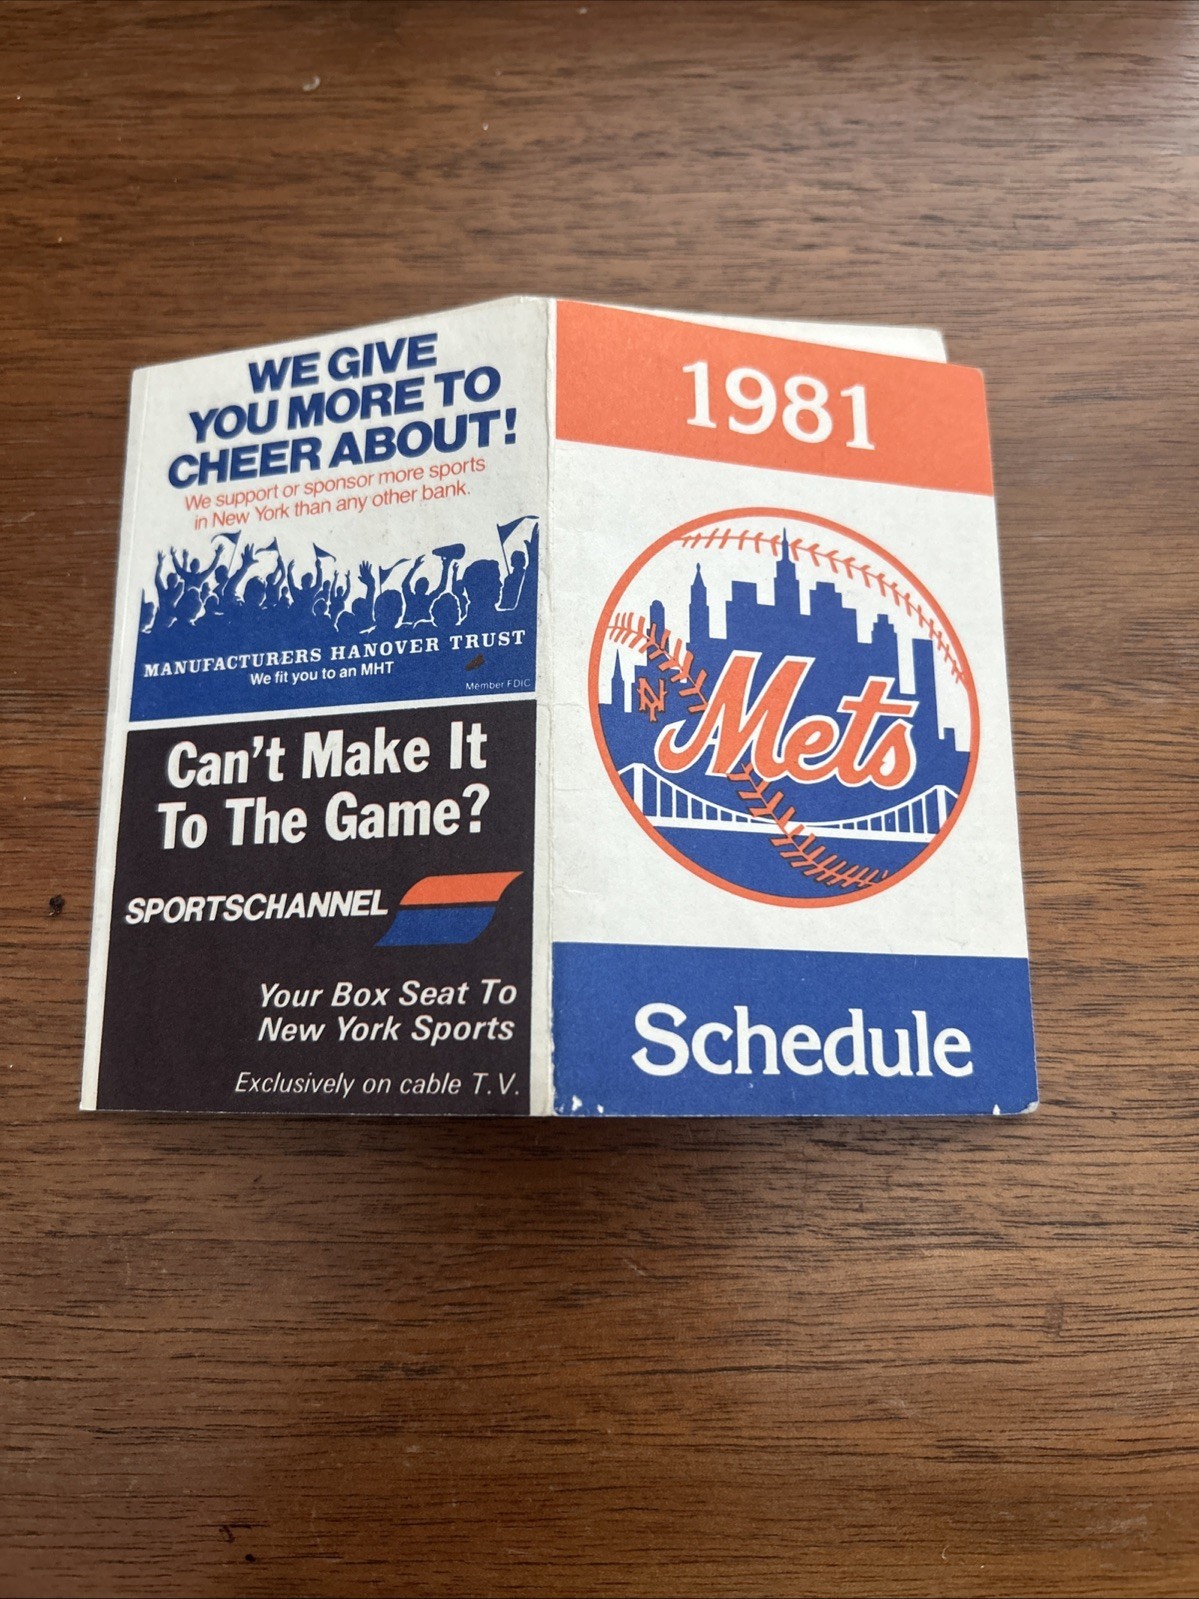 WE GIVE
YOU MORE TO
CHEER ABOUT!
We support or sponsor more sports
in New York than any other bank.
MANUFACTURERS HANOVER TRUST
We fit you to an MHT
Member FDIC
Can't Make It
To The Game?
SPORTSCHANNEL
Your Box Seat To
New York Sports
Exclusively on cable T.V.
1981
NY
Mets
Schedule